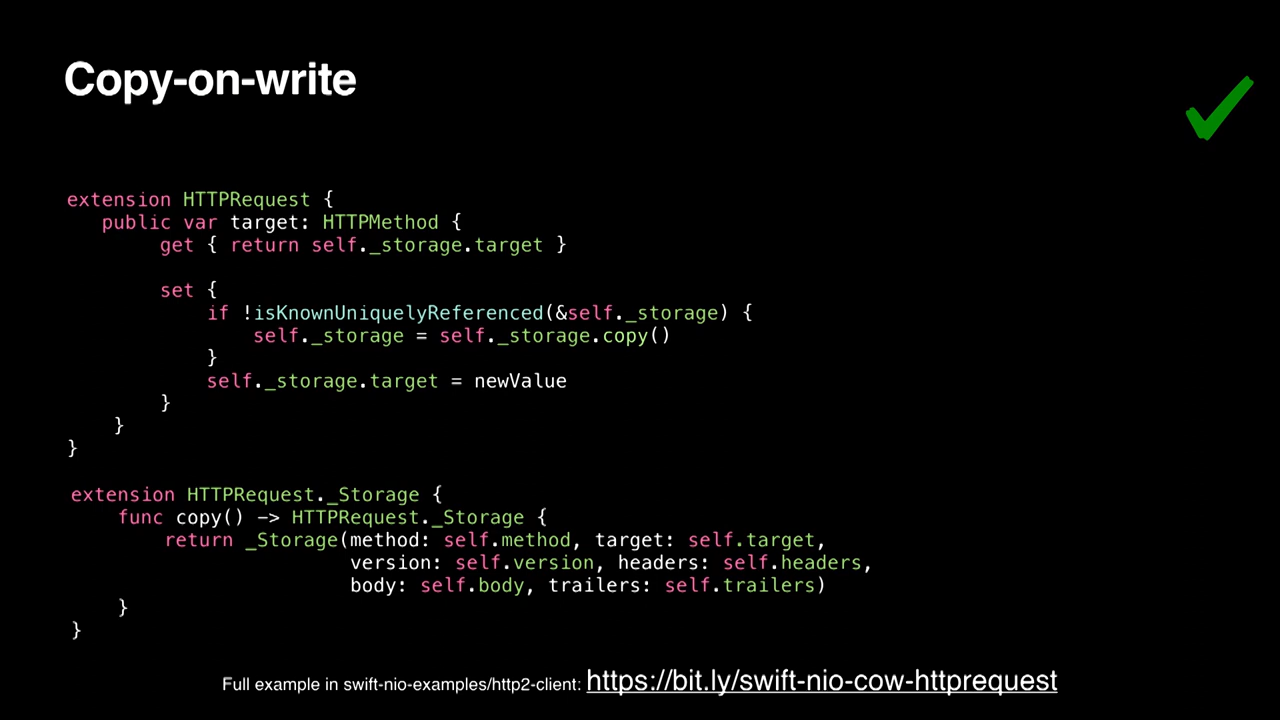 Copy-on-write
extension HTTPRequest {
public var target: HTTPMethod {
get { return self._storage.target }
set {
if !isKnownUniquelyReferenced(&self._storage) {
self._storage = self._storage.copy()
}
self._storage.target = newValue
}
}
}
extension HTTPRequest._Storage {
func copy() -> HTTPRequest._Storage {
return _Storage(method: self.method, target: self.target,
version: self.version, headers: self.headers,
body: self.body, trailers: self.trailers)
}
}
Full example in swift-nio-examples/http2-client: https://bit.ly/swift-nio-cow-httprequest